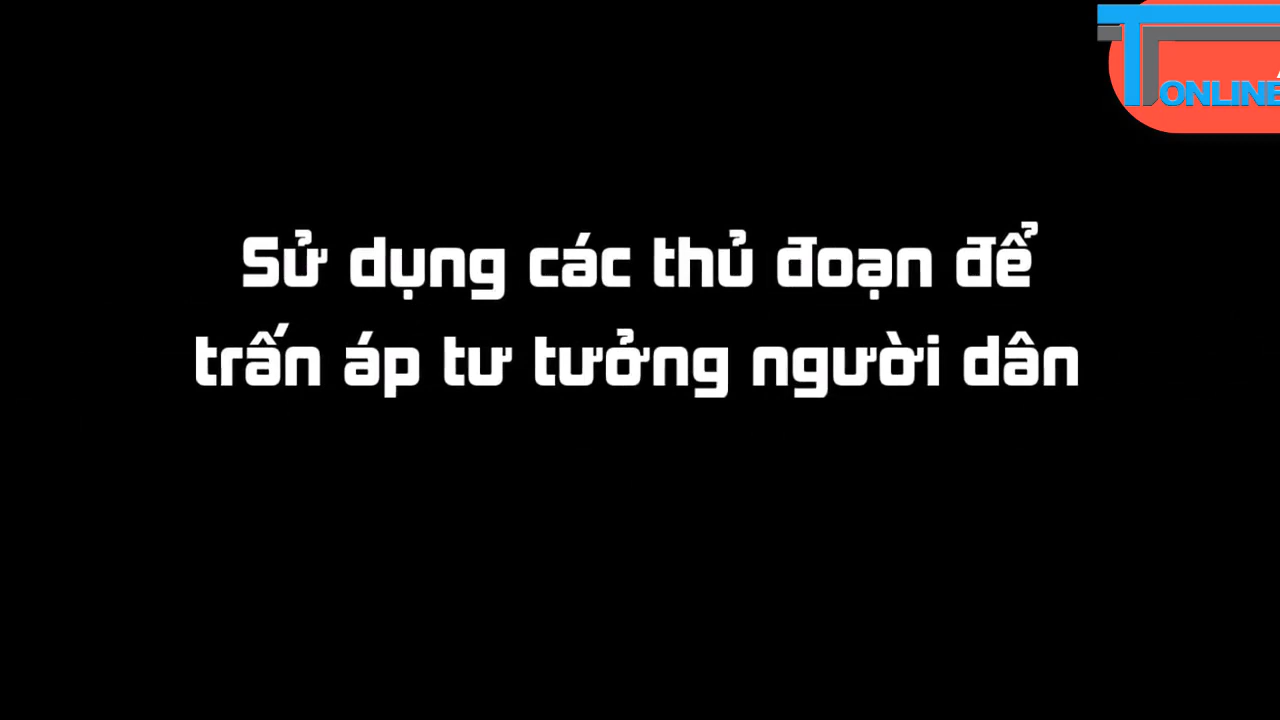 ONLINE
Sử dụng các thủ đoạn để
trấn áp tư tưởng người dân